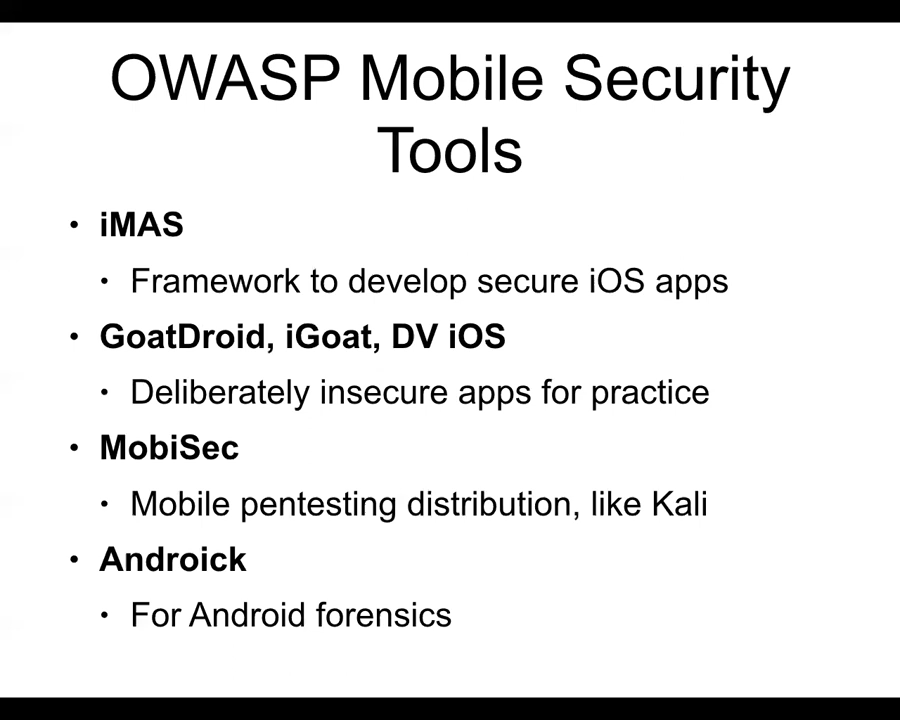 OWASP Mobile Security
Tools
• iMAS
• Framework to develop secure iOS apps
• GoatDroid, iGoat, DV iOS
• Deliberately insecure apps for practice
• MobiSec
• Mobile pentesting distribution, like Kali
• Androick
• For Android forensics